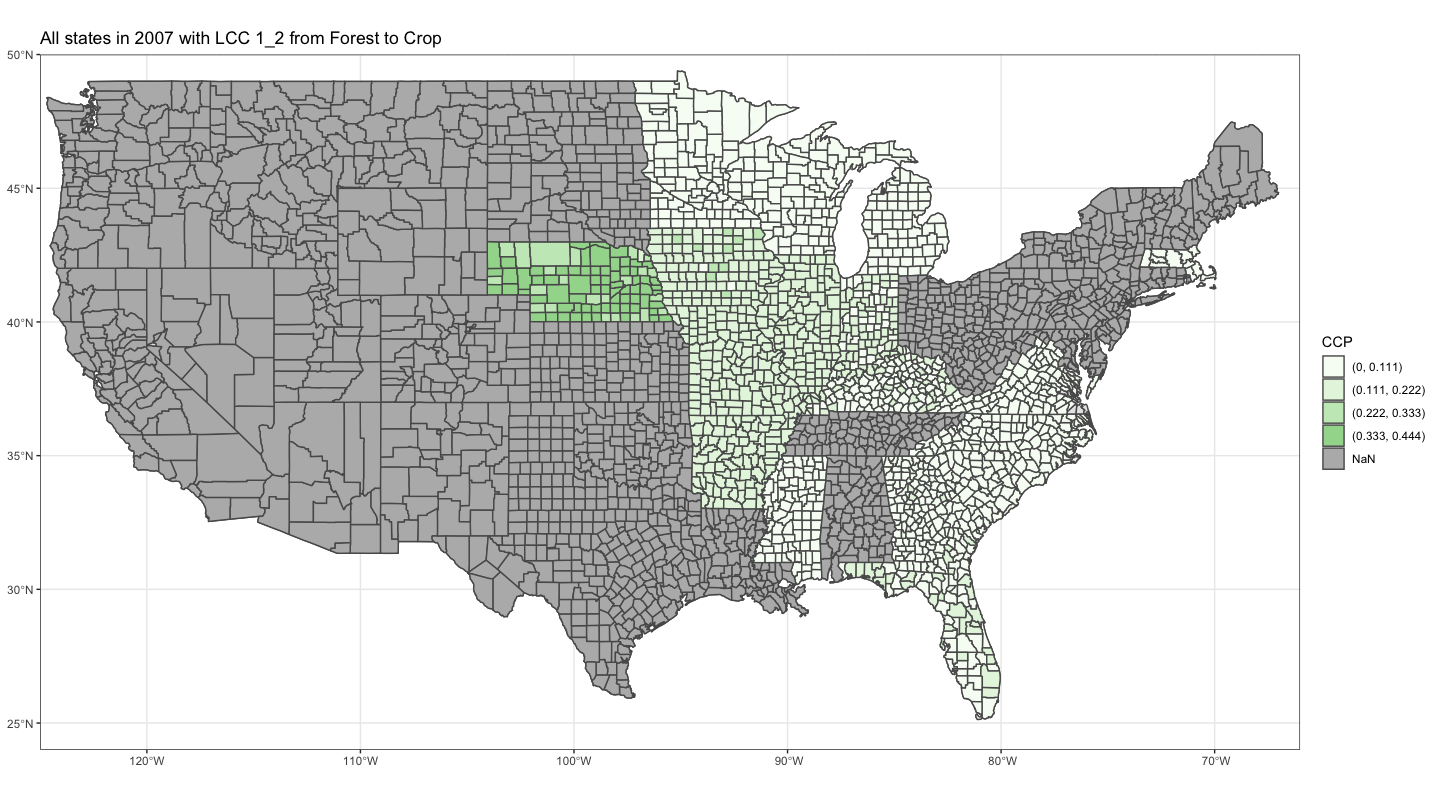 All states in 2007 with LCC 1_2 from Forest to Crop
50°N
45°N
40°N
35°N
30°N
25°N
120°W
110°W
100°W
90°W
80°W
70°W
CCP
(0, 0.111)
(0.111, 0.222)
(0.222, 0.333)
(0.333, 0.444)
NaN